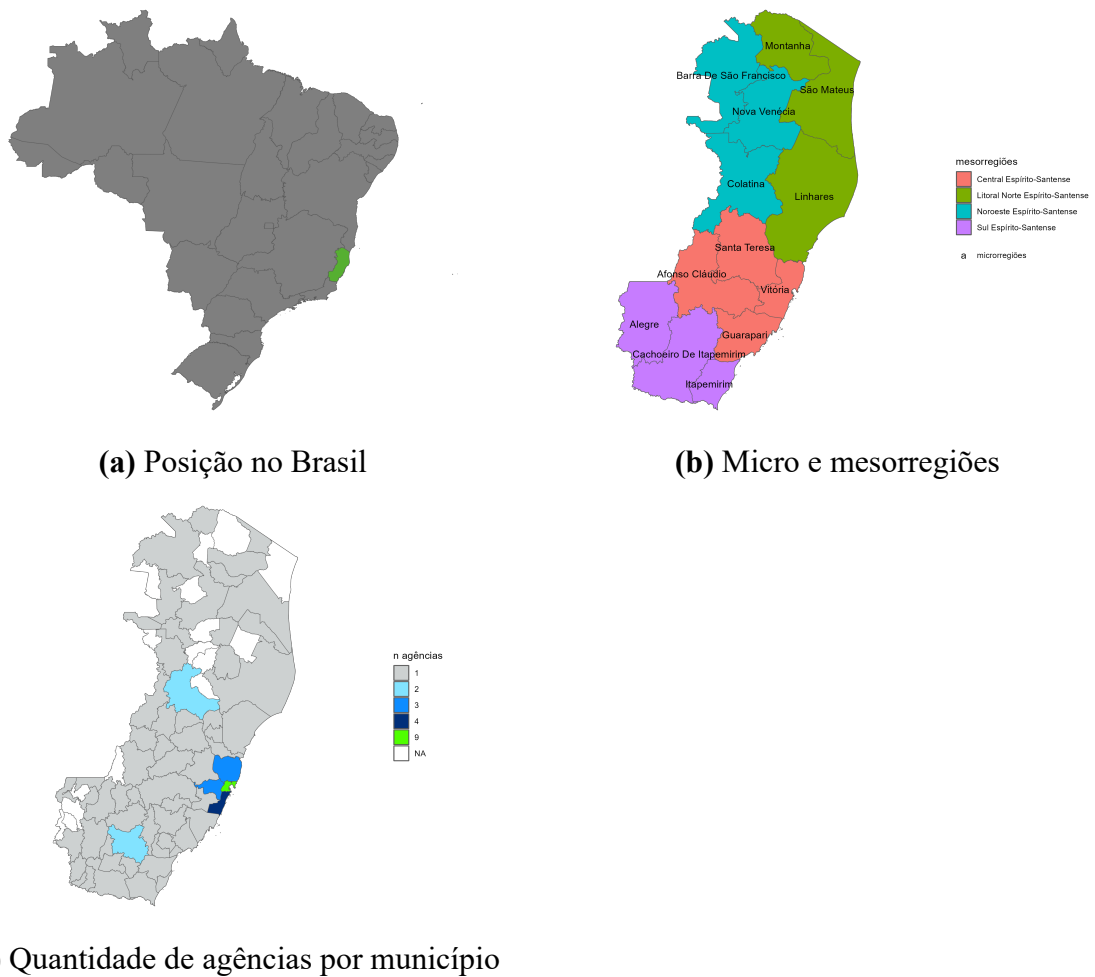 Montanha
Barra De São Francisco
São Mateus
Nova Venécia
Colatina
Linhares
Santa Teresa
Afonso Cláudio
Vitória
Alegre
Guarapari
Cachoeiro De Itapemirim
Itapemirim
mesorregiões
Central Espírito-Santense
Litoral Norte Espírito-Santense
Noroeste Espírito-Santense
Sul Espírito-Santense
a microrregiões
(a) Posição no Brasil
(b) Micro e mesorregiões
n agências
1
2
3
4
9
NA
Quantidade de agências por município